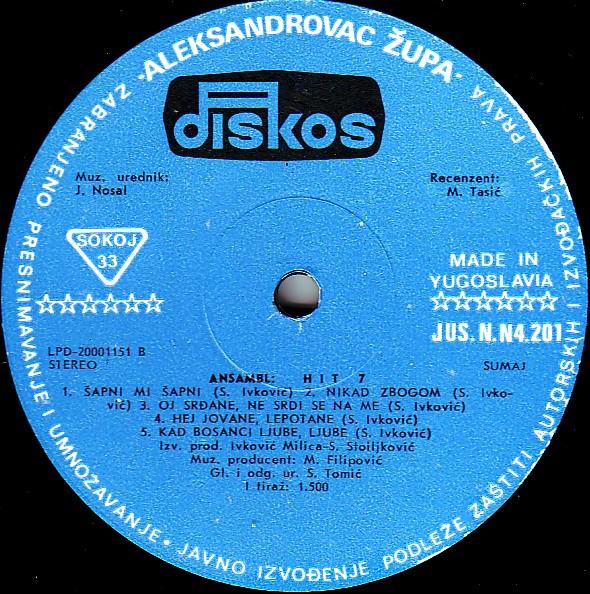 ·ALEKSANDROVAC ŽUPA·
diskos
Muz. urednik:
J. Nosal
Recenzent:
M. Tasić
SOKOJ
33
MADE IN
YUGOSLAVIA
☆☆☆☆☆☆
☆☆☆☆☆☆
JUS.N.N4.201
LPD-20001151 B
STEREO
SUMAJ
ANSAMBL: HIT 7
1. ŠAPNI MI ŠAPNI (S. Ivković) 2. NIKAD ZBOGOM (S. Ivko-
vić) 3. OJ SRĐANE, NE SRDI SE NA ME (S. Ivković)
4. HEJ JOVANE, LEPOTANE (S. Ivković)
5. KAD BOSANCI LJUBE, LJUBE (S. Ivković)
Izv. prod. Ivković Milica-S. Stoiljković
Muz. producent: M. Filipović
Gl. i odg. ur. S. Tomić
I tiraž: 1.500
ZABRANJENO PRESNIMAVANJE I UMNOŽAVANJE • JAVNO IZVOĐENJE PODLEŽE ZAŠTITI AUTORSKIH I IZVOĐAČKIH PRAVA